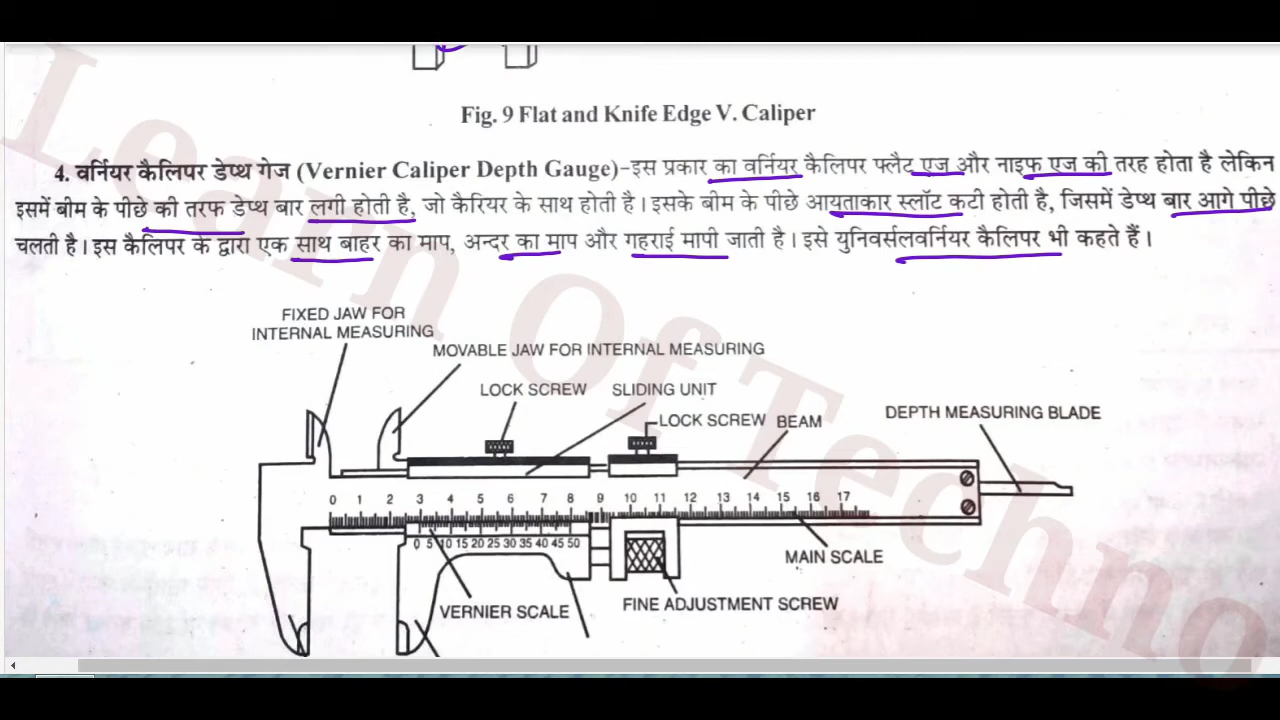 Fig. 9 Flat and Knife Edge V. Caliper
4. वर्नियर कैलिपर डेप्थ गेज (Vernier Caliper Depth Gauge)–इस प्रकार का वर्नियर कैलिपर फ्लैट एज और नाइफ एज की तरह होता है लेकिन
इसमें बीम के पीछे की तरफ डेप्थ बार लगी होती है, जो कैरियर के साथ होती है। इसके बीम के पीछे आयताकार स्लॉट कटी होती है, जिसमें डेप्थ बार आगे पीछे
चलती है। इस कैलिपर के द्वारा एक साथ बाहर का माप, अन्दर का माप और गहराई मापी जाती है। इसे युनिवर्सलवर्नियर कैलिपर भी कहते हैं।
FIXED JAW FOR
INTERNAL MEASURING
MOVABLE JAW FOR INTERNAL MEASURING
LOCK SCREW
SLIDING UNIT
LOCK SCREW
BEAM
DEPTH MEASURING BLADE
0 1 2 3 4 5 6 7 8 9 10 11 12 13 14 15 16 17
0 5 10 15 20 25 30 35 40 45 50
MAIN SCALE
VERNIER SCALE
FINE ADJUSTMENT SCREW
Learn Of Techno